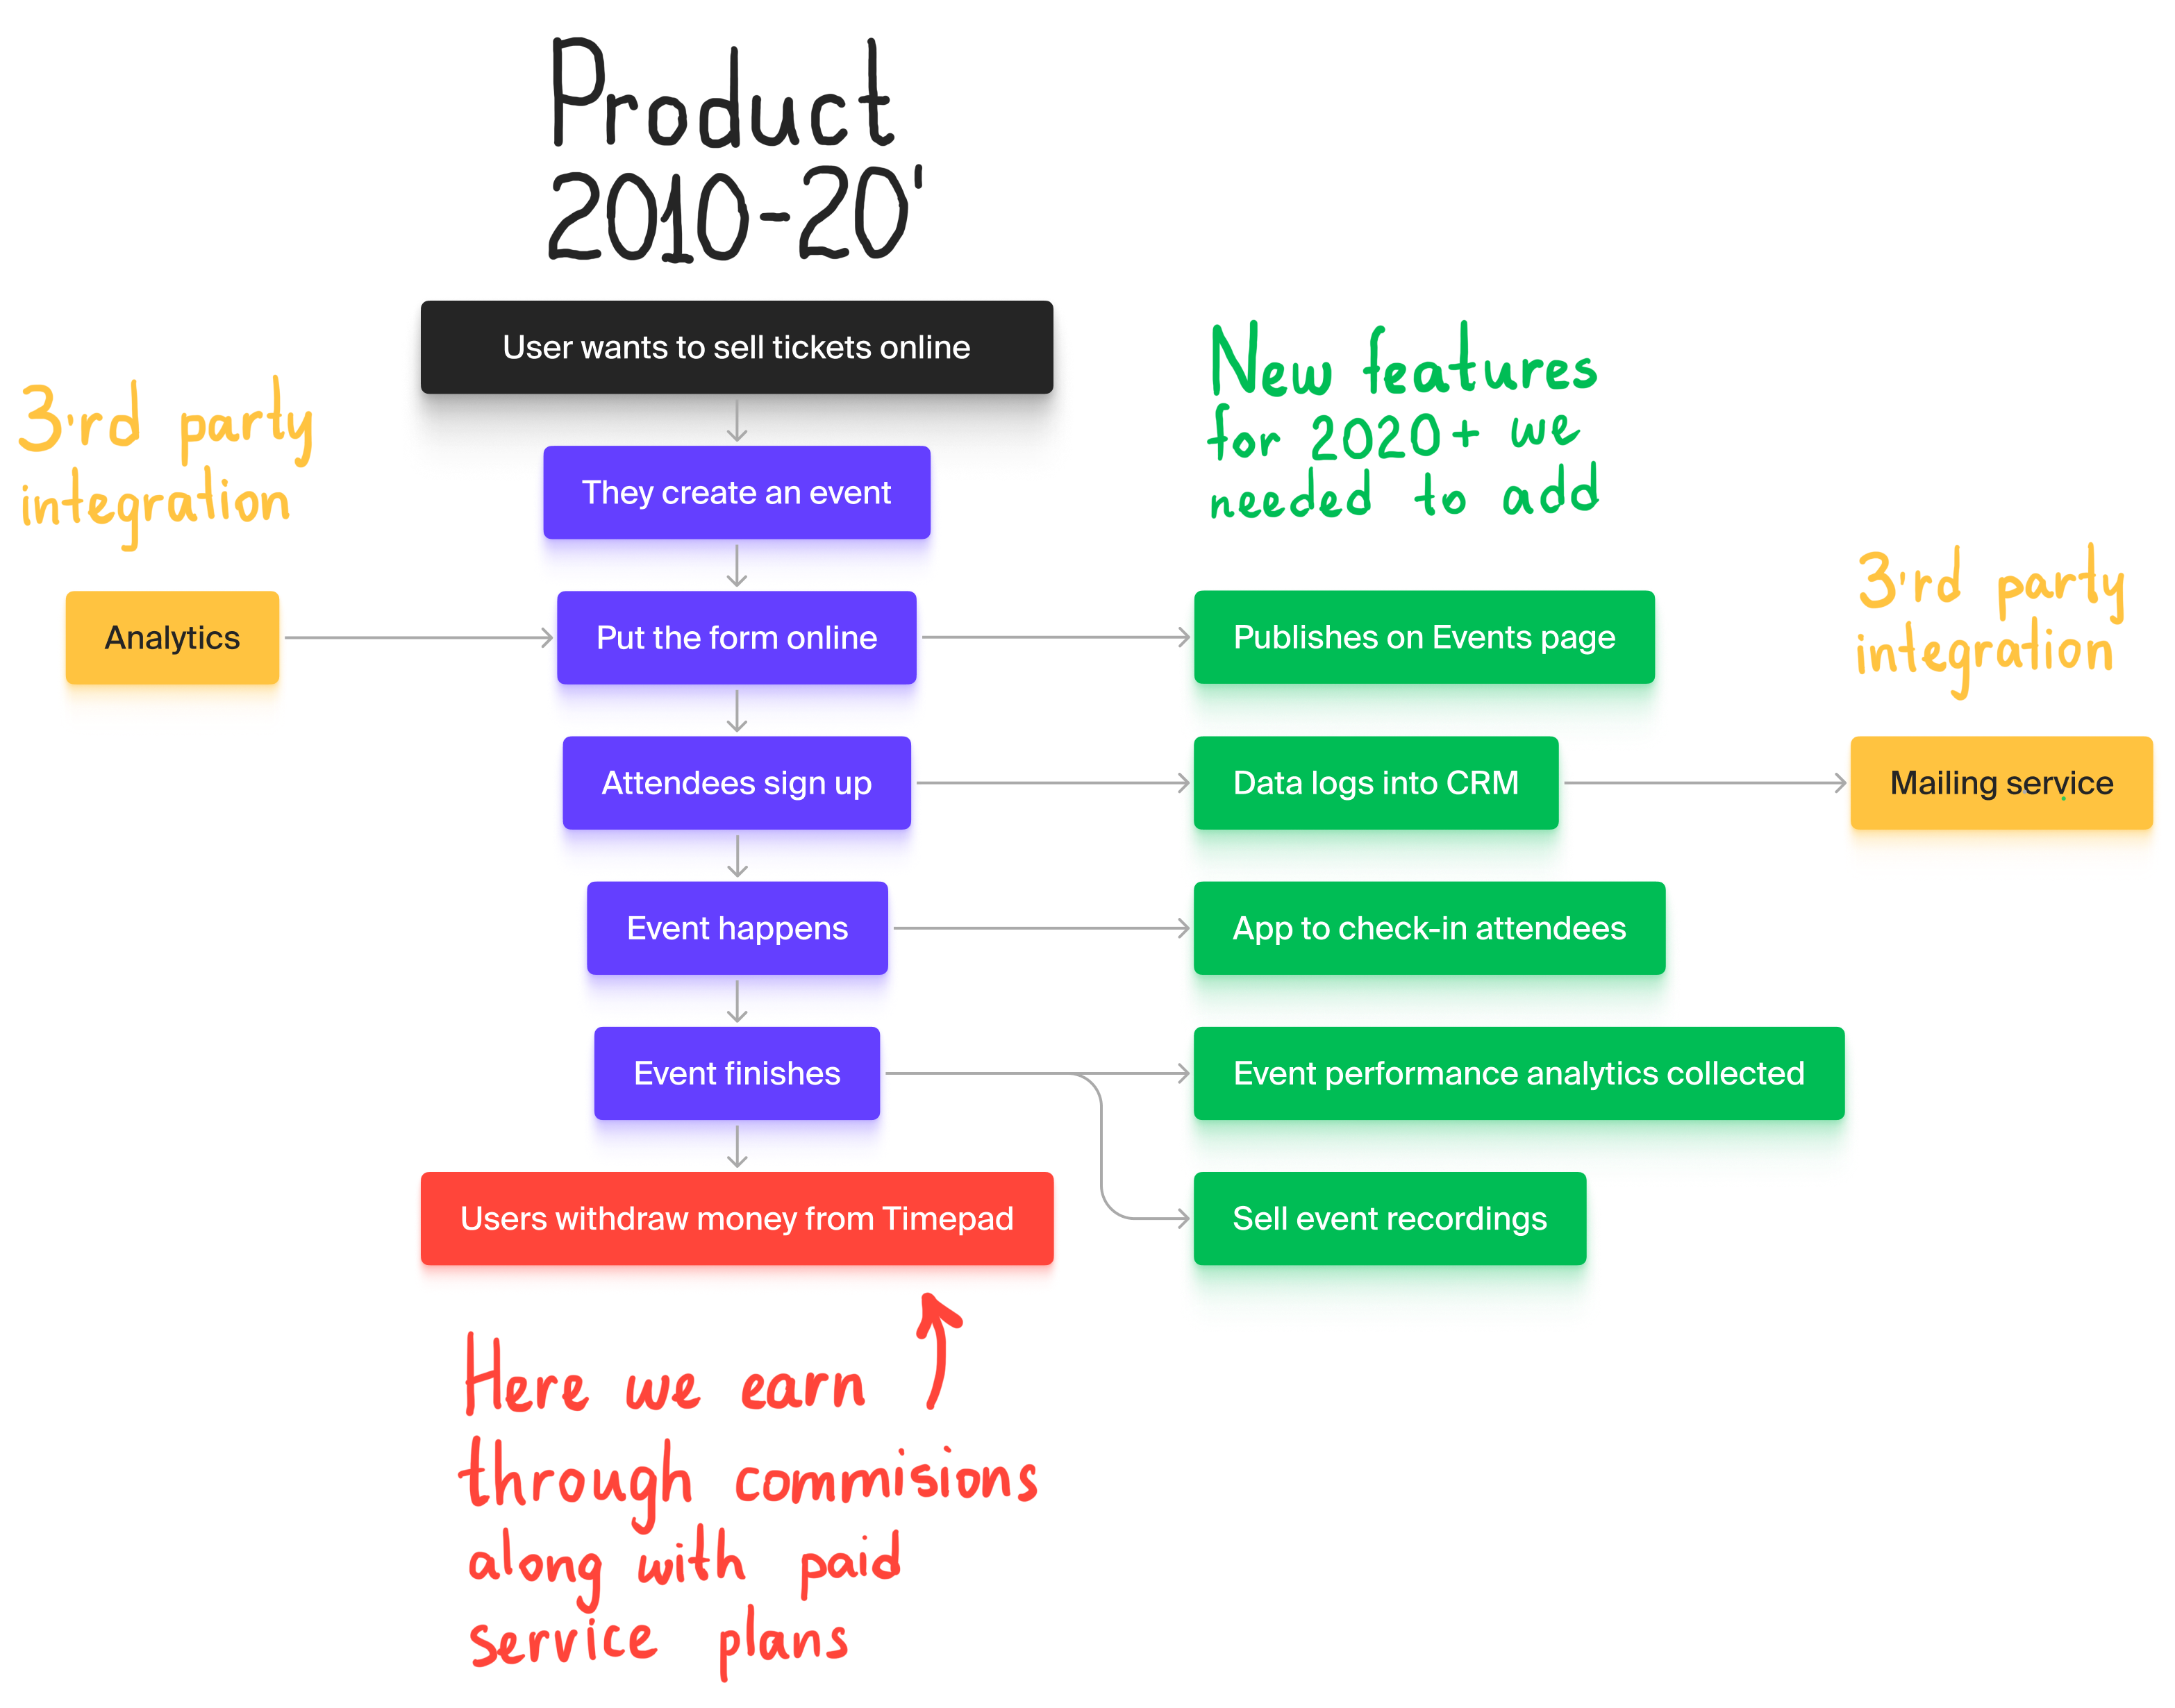 Product
2010-20'
User wants to sell tickets online
They create an event
3'rd party
integration
Analytics
Put the form online
Attendees sign up
Event happens
Event finishes
Users withdraw money from Timepad
Here we earn
through commisions
along with paid
service plans
New features
for 2020+ we
needed to add
Publishes on Events page
Data logs into CRM
App to check-in attendees
Event performance analytics collected
Sell event recordings
3'rd party
integration
Mailing service